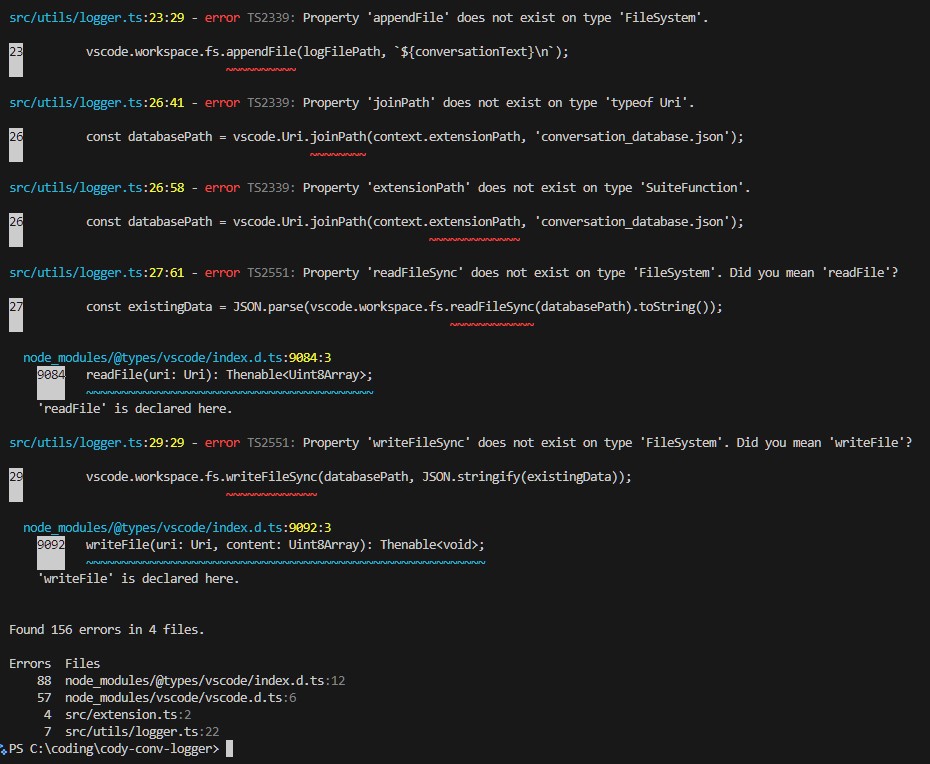 src/utils/logger.ts:23:29 - error TS2339: Property 'appendFile' does not exist on type 'FileSystem'.
23         vscode.workspace.fs.appendFile(logFilePath, `${conversationText}\n`);
~~~~~~~~~~
src/utils/logger.ts:26:41 - error TS2339: Property 'joinPath' does not exist on type 'typeof Uri'.
26         const databasePath = vscode.Uri.joinPath(context.extensionPath, 'conversation_database.json');
~~~~~~~~
src/utils/logger.ts:26:58 - error TS2339: Property 'extensionPath' does not exist on type 'SuiteFunction'.
26         const databasePath = vscode.Uri.joinPath(context.extensionPath, 'conversation_database.json');
~~~~~~~~~~~~~
src/utils/logger.ts:27:61 - error TS2551: Property 'readFileSync' does not exist on type 'FileSystem'. Did you mean 'readFile'?
27         const existingData = JSON.parse(vscode.workspace.fs.readFileSync(databasePath).toString());
~~~~~~~~~~~~
node_modules/@types/vscode/index.d.ts:9084:3
9084   readFile(uri: Uri): Thenable<Uint8Array>;
~~~~~~~~~~~~~~~~~~~~~~~~~~~~~~~~~~~~~~~~~
'readFile' is declared here.
src/utils/logger.ts:29:29 - error TS2551: Property 'writeFileSync' does not exist on type 'FileSystem'. Did you mean 'writeFile'?
29         vscode.workspace.fs.writeFileSync(databasePath, JSON.stringify(existingData));
~~~~~~~~~~~~~
node_modules/@types/vscode/index.d.ts:9092:3
9092   writeFile(uri: Uri, content: Uint8Array): Thenable<void>;
~~~~~~~~~~~~~~~~~~~~~~~~~~~~~~~~~~~~~~~~~~~~~~~~~~~~~~~~~
'writeFile' is declared here.
Found 156 errors in 4 files.
Errors  Files
88  node_modules/@types/vscode/index.d.ts:12
57  node_modules/vscode/vscode.d.ts:6
4  src/extension.ts:2
7  src/utils/logger.ts:22
PS C:\coding\cody-conv-logger>